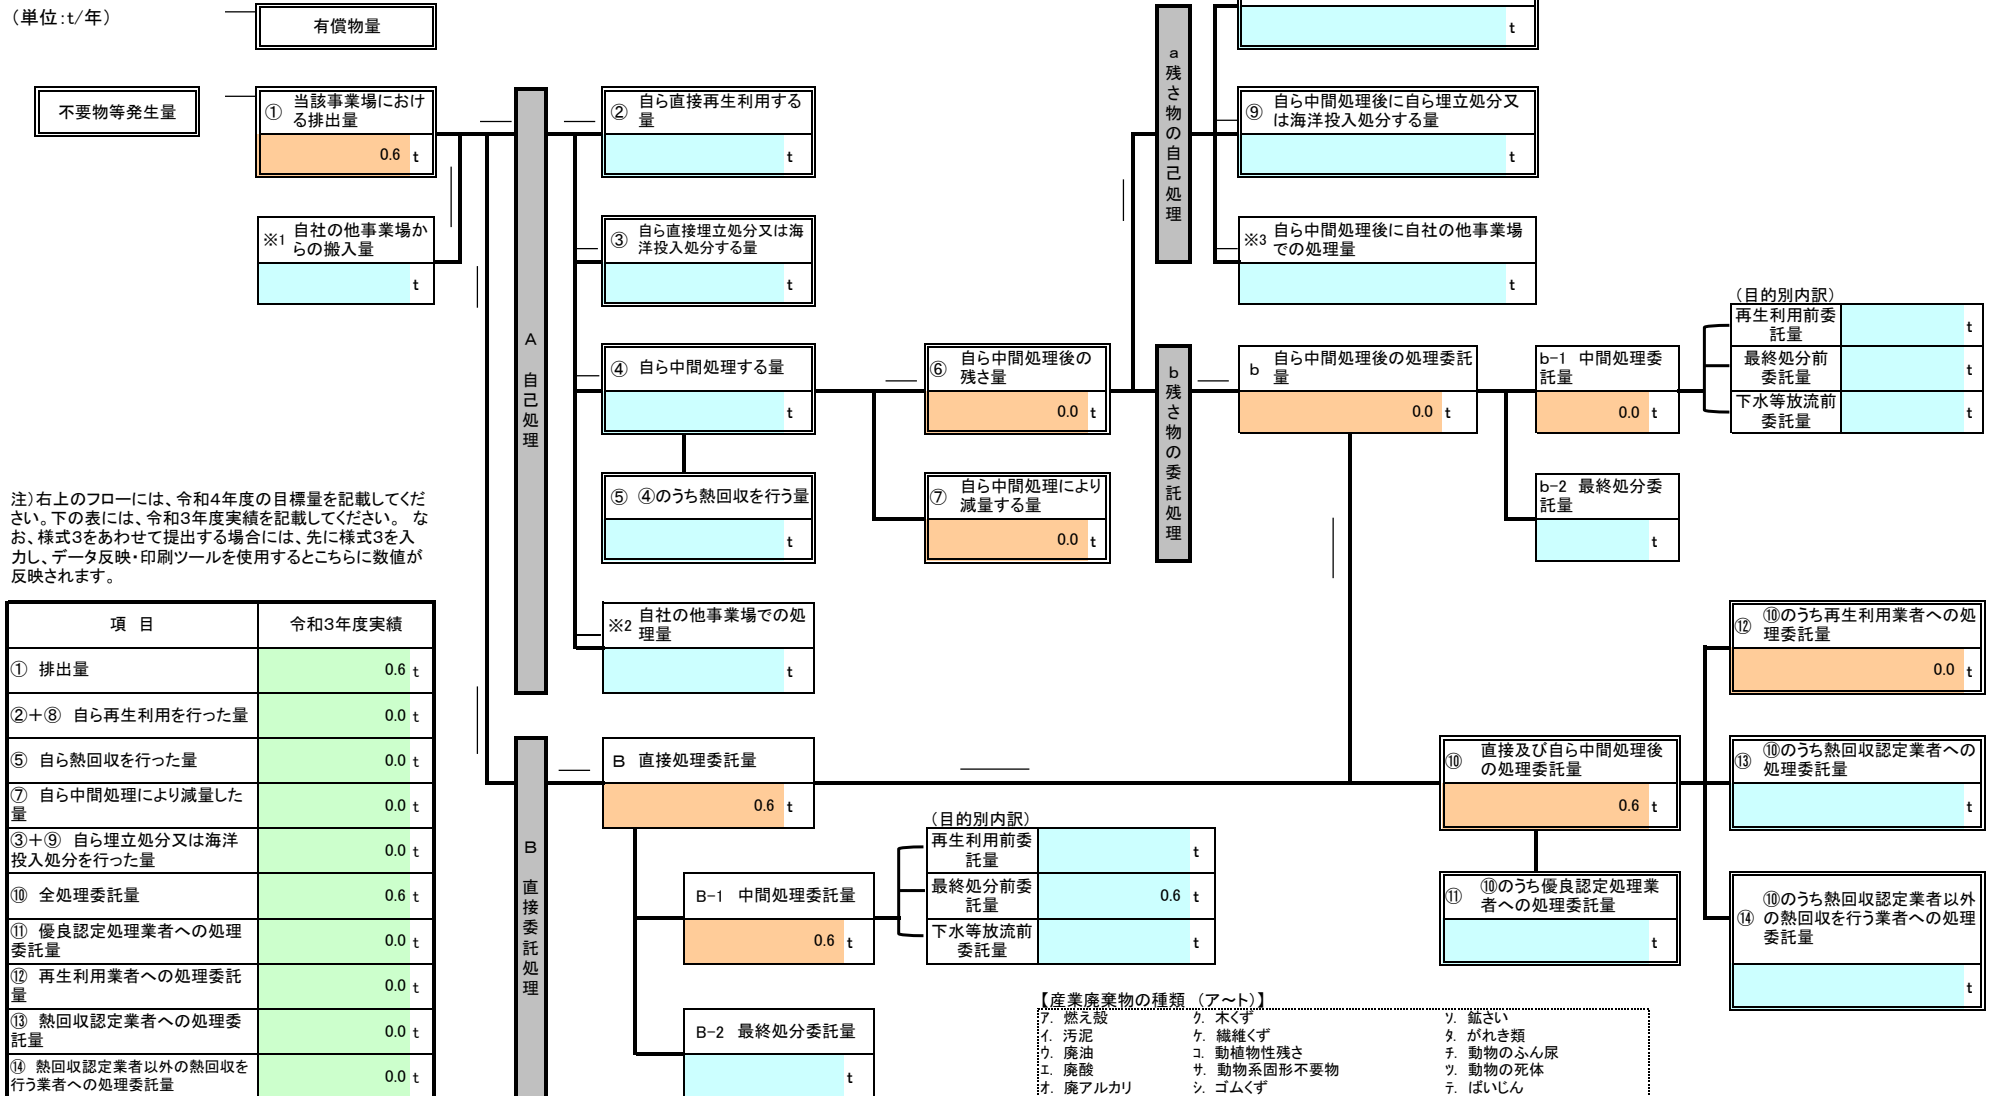 （単位：t/年）
有償物量
t
不要物等発生量
① 当該事業場におけ
る排出量
0.6 t
※1 自社の他事業場か
らの搬入量
t
A 自己処理
② 自ら直接再生利用する
量
t
③ 自ら直接埋立処分又は海
洋投入処分する量
t
④ 自ら中間処理する量
t
⑤ ④のうち熱回収を行う量
t
※2 自社の他事業場での処
理量
t
⑥ 自ら中間処理後の
残さ量
0.0 t
⑦ 自ら中間処理により
減量する量
0.0 t
a 残さ物の自己処理
⑨ 自ら中間処理後に自ら埋立処分又
は海洋投入処分する量
t
※3 自ら中間処理後に自社の他事業場
での処理量
t
b 残さ物の委託処理
b 自ら中間処理後の処理委託
量
0.0 t
b-1 中間処理委
託量
0.0 t
b-2 最終処分委
託量
t
（目的別内訳）
再生利用前委
託量
t
最終処分前
委託量
t
下水等放流前
委託量
t
注）右上のフローには、令和4年度の目標量を記載してくだ
さい。下の表には、令和3年度実績を記載してください。 な
お、様式3をあわせて提出する場合には、先に様式3を入
力し、データ反映・印刷ツールを使用するとこちらに数値が
反映されます。
項 目 令和3年度実績
① 排出量 0.6 t
②＋⑧ 自ら再生利用を行った量 0.0 t
⑤ 自ら熱回収を行った量 0.0 t
⑦ 自ら中間処理により減量した
量 0.0 t
③＋⑨ 自ら埋立処分又は海洋
投入処分を行った量 0.0 t
⑩ 全処理委託量 0.6 t
⑪ 優良認定処理業者への処理
委託量 0.0 t
⑫ 再生利用業者への処理委託
量 0.0 t
⑬ 熱回収認定業者への処理委
託量 0.0 t
⑭ 熱回収認定業者以外の熱回収を
行う業者への処理委託量 0.0 t
B 直接委託処理
B 直接処理委託量
0.6 t
B-1 中間処理委託量
0.6 t
B-2 最終処分委託量
t
（目的別内訳）
再生利用前委
託量
t
最終処分前委
託量
0.6 t
下水等放流前
委託量
t
⑩ 直接及び自ら中間処理後
の処理委託量
0.6 t
⑪ ⑩のうち優良認定処理業
者への処理委託量
t
⑫ ⑩のうち再生利用業者への処
理委託量
0.0 t
⑬ ⑩のうち熱回収認定業者への
処理委託量
t
⑭ ⑩のうち熱回収認定業者以外
の熱回収を行う業者への処理
委託量
t
【産業廃棄物の種類 （ア～ト）】
ア. 燃え殻 ク. 木くず ソ. 鉱さい
イ. 汚泥 ケ. 繊維くず タ. がれき類
ウ. 廃油 コ. 動植物性残さ チ. 動物のふん尿
エ. 廃酸 サ. 動物系固形不要物 ツ. 動物の死体
オ. 廃アルカリ シ. ゴムくず テ. ばいじん